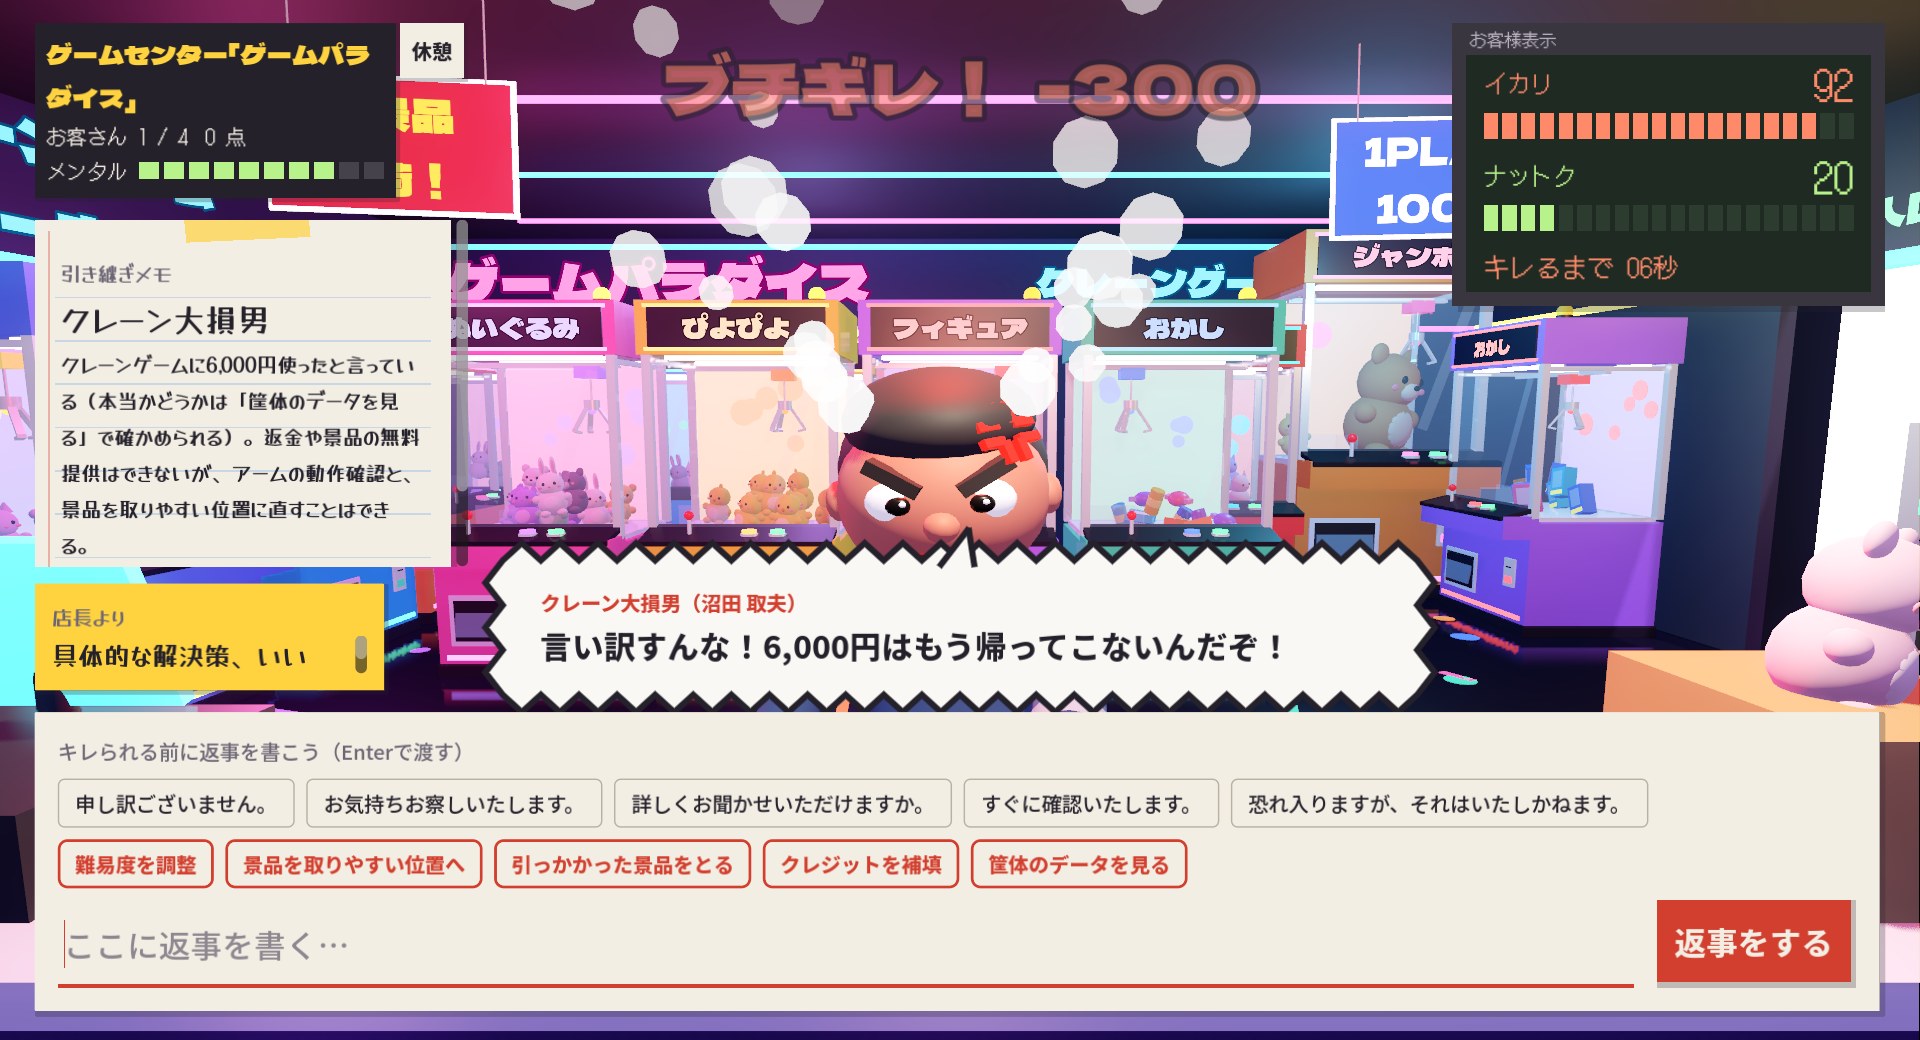 ゲームセンター「ゲームパラ
ダイス」
お客さん 1/4 0点
メンタル
休憩
ブチギレ！ -300
お客様表示
イカリ 92
ナットク 20
キレるまで 06秒
1PL
100
ゲームパラダイス
クレーンゲー
ジャンボ
ぬいぐるみ
ぴよぴよ
フィギュア
おかし
おかし
引き継ぎメモ
クレーン大損男
クレーンゲームに6,000円使ったと言ってい
る（本当かどうかは「筐体のデータを見
る」で確かめられる）。返金や景品の無料
提供はできないが、アームの動作確認と、
景品を取りやすい位置に直すことはでき
る。
店長より
具体的な解決策、いい
クレーン大損男（沼田 取夫）
言い訳すんな！6,000円はもう帰ってこないんだぞ！
キレられる前に返事を書こう（Enterで渡す）
申し訳ございません。
お気持ちお察しいたします。
詳しくお聞かせいただけますか。
すぐに確認いたします。
恐れ入りますが、それはいたしかねます。
難易度を調整
景品を取りやすい位置へ
引っかかった景品をとる
クレジットを補填
筐体のデータを見る
ここに返事を書く…
返事をする